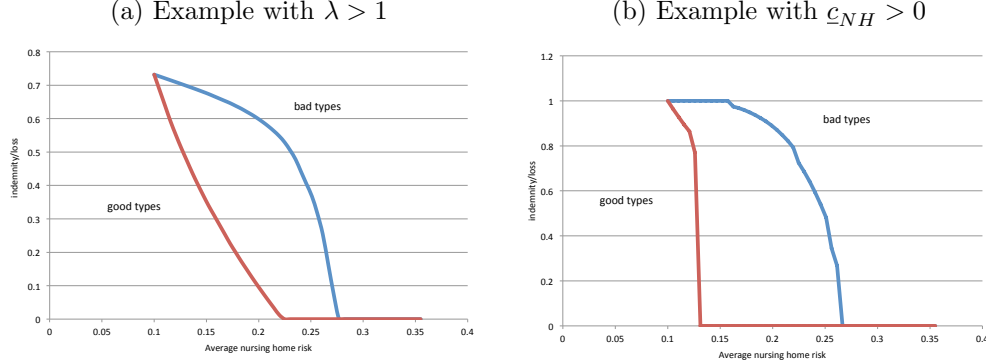 (a) Example with λ > 1
0.8
0.7
0.6
0.5
0.4
0.3
0.2
0.1
0
indemnity/loss
bad types
good types
0 0.05 0.1 0.15 0.2 0.25 0.3 0.35 0.4
Average nursing home risk
(b) Example with c_NH > 0
1.2
1
0.8
0.6
0.4
0.2
0
indemnity/loss
bad types
good types
0 0.05 0.1 0.15 0.2 0.25 0.3 0.35 0.4
Average nursing home risk